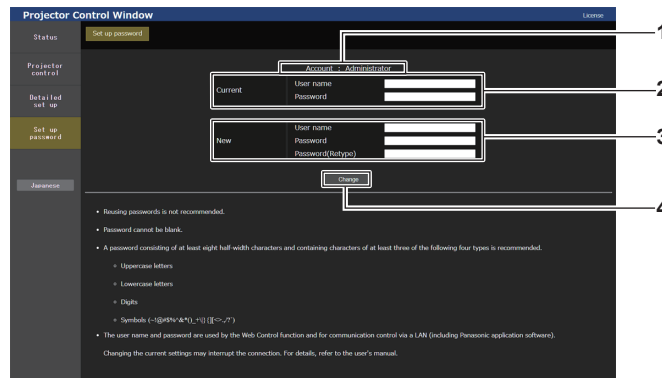 Projector Control Window
License
Status
Set up password
1
Account : Administrator
Projector
control
Current
User name
Password
2
Detailed
set up
Set up
password
New
User name
Password
Password(Retype)
3
Change
Japanese
4
• Reusing passwords is not recommended.
• Password cannot be blank.
• A password consisting of at least eight half-width characters and containing characters of at least three of the following four types is recommended.
Uppercase letters
Lowercase letters
Digits
Symbols (~!@#$%^&*()_+\{}[]<>:.,/?`)
• The user name and password are used by the Web Control function and for communication control via a LAN (including Panasonic application software).
Changing the current settings may interrupt the connection. For details, refer to the user's manual.